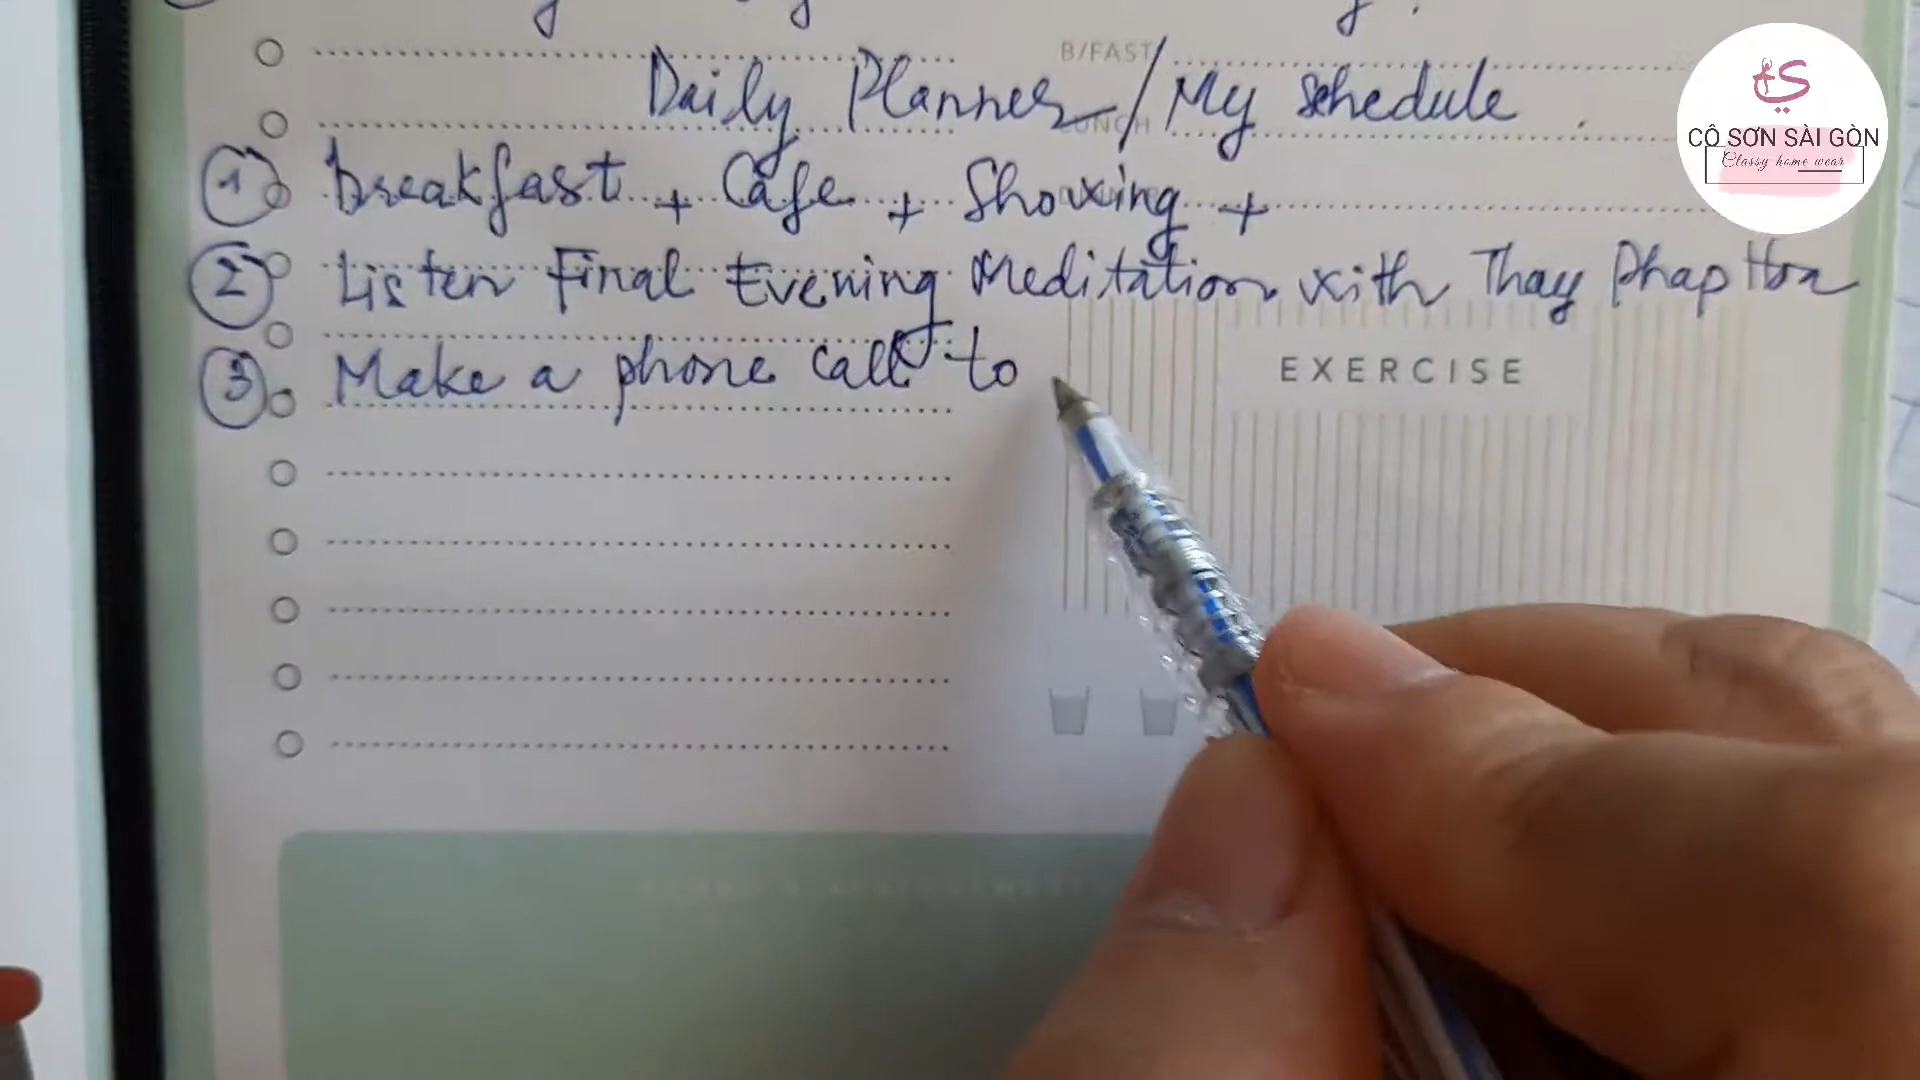 B/FAST
Daily Planner / My schedule.
LUNCH
① Breakfast + Cafe + Showing +
② Listen Final Evening Meditation with Thay Phap Hoa
③ Make a phone call to
EXERCISE
CÔ SƠN SÀI GÒN
Classy home wear